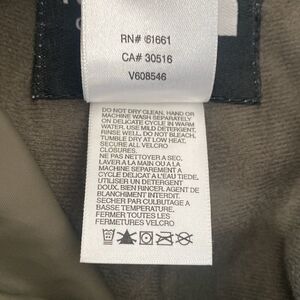 RN# 61661
CA# 30516
V608546
DO NOT DRY CLEAN, HAND OR
MACHINE WASH SEPARATELY
ON DELICATE CYCLE IN WARM
WATER, USE MILD DETERGENT.
RINSE WELL. DO NOT BLEACH.
TUMBLE DRY AT LOW HEAT.
SECURE ALL VELCRO
CLOSURES.
NE PAS NETTOYER A SEC,
LAVER A LA MAIN OU A LA
MACHINE SEPAREMENT A
CYCLE DELICAT A L'EAU TIEDE,
UTILISER UN DETERGENT
DOUX. BIEN RINCER. AGENT DE
BLANCHIMENT INTERDIT.
SECHER PAR CULBUTAGE A
BASSE TEMPERATURE.
FERMER TOUTES LES
FERMETURES VELCRO